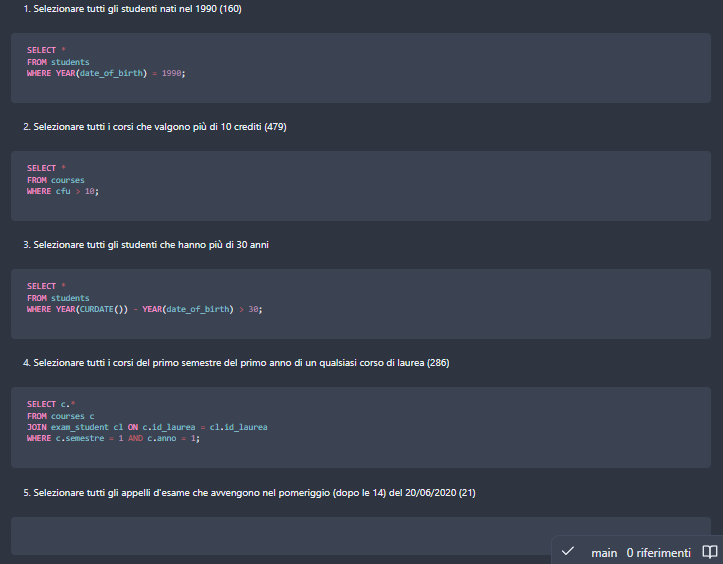 1. Selezionare tutti gli studenti nati nel 1990 (160)
SELECT *
FROM students
WHERE YEAR(date_of_birth) = 1990;
2. Selezionare tutti i corsi che valgono più di 10 crediti (479)
SELECT *
FROM courses
WHERE cfu > 10;
3. Selezionare tutti gli studenti che hanno più di 30 anni
SELECT *
FROM students
WHERE YEAR(CURDATE()) - YEAR(date_of_birth) > 30;
4. Selezionare tutti i corsi del primo semestre del primo anno di un qualsiasi corso di laurea (286)
SELECT c.*
FROM courses c
JOIN exam_student cl ON c.id_laurea = cl.id_laurea
WHERE c.semestre = 1 AND c.anno = 1;
5. Selezionare tutti gli appelli d'esame che avvengono nel pomeriggio (dopo le 14) del 20/06/2020 (21)
main 0 riferimenti